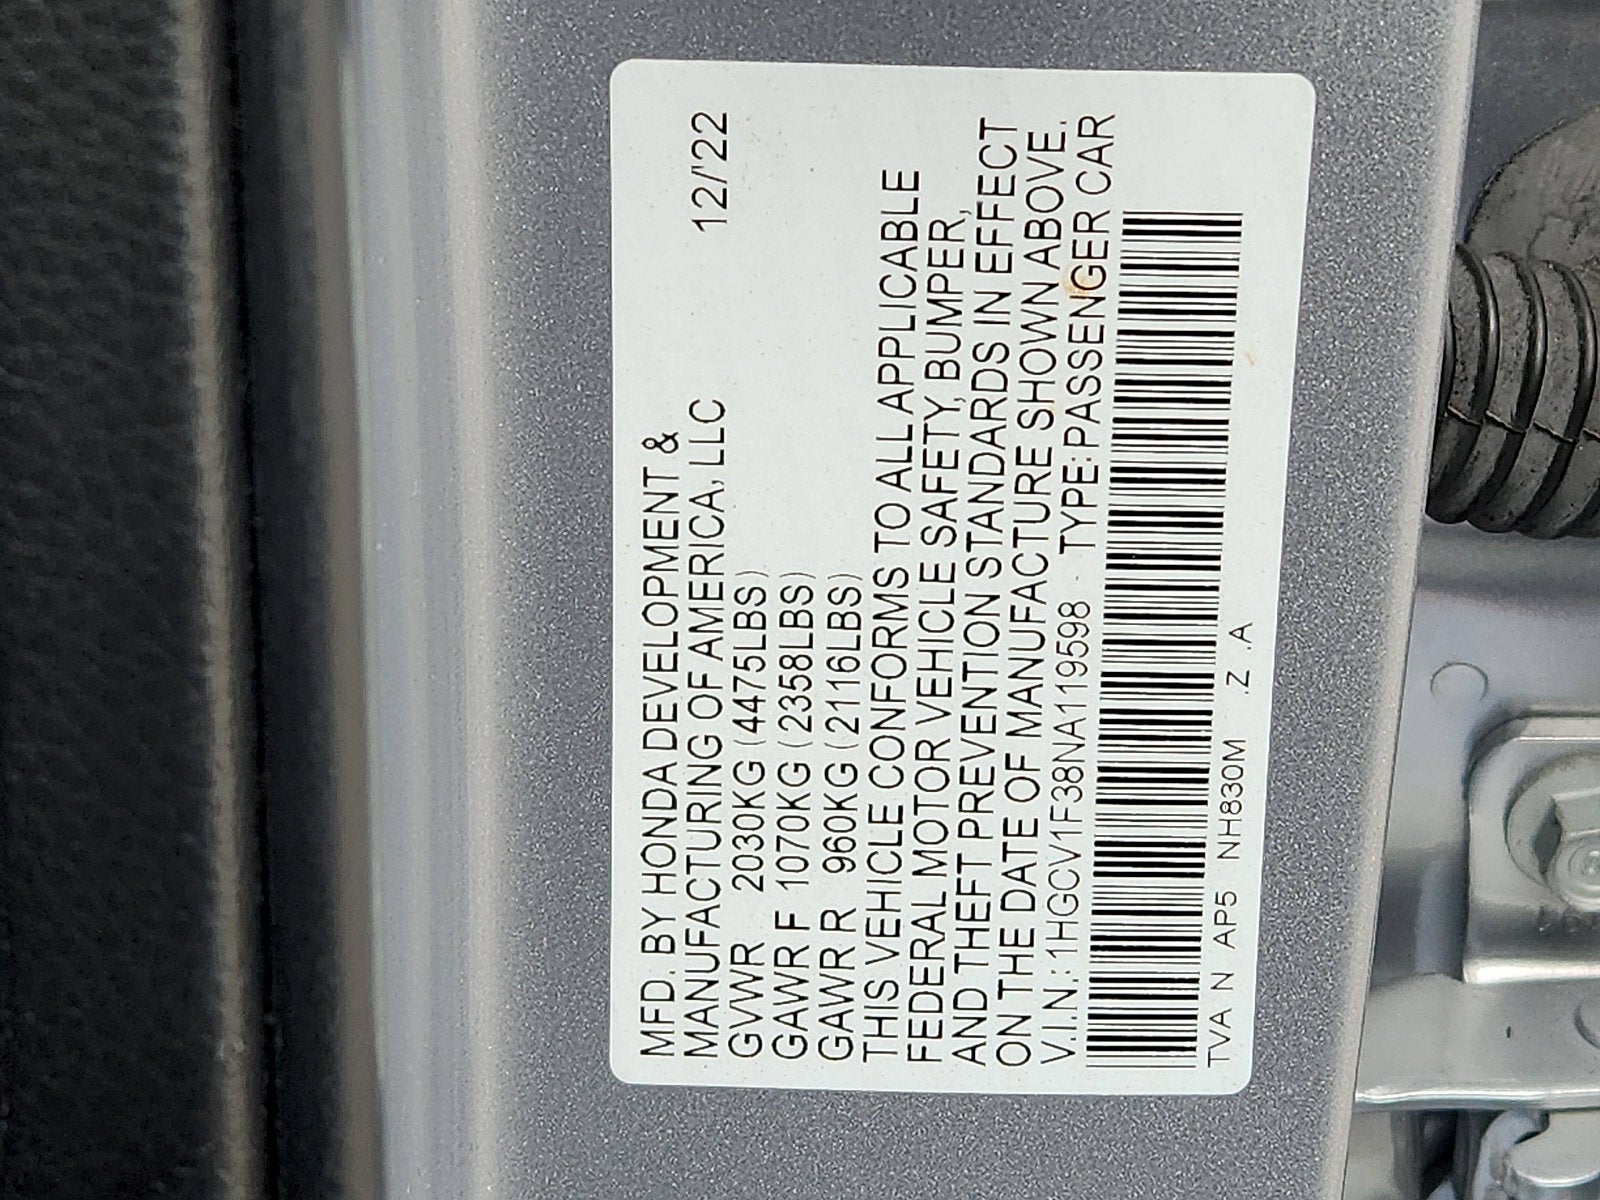 MFD. BY HONDA DEVELOPMENT &
MANUFACTURING OF AMERICA, LLC 12/'22
GVWR 2030KG (4475LBS)
GAWR F 1070KG (2358LBS)
GAWR R 960KG (2116LBS)
THIS VEHICLE CONFORMS TO ALL APPLICABLE
FEDERAL MOTOR VEHICLE SAFETY, BUMPER,
AND THEFT PREVENTION STANDARDS IN EFFECT
ON THE DATE OF MANUFACTURE SHOWN ABOVE.
V.I.N.: 1HGCV1F38NA119598 TYPE: PASSENGER CAR
TVA N AP5 NH830M .Z .A